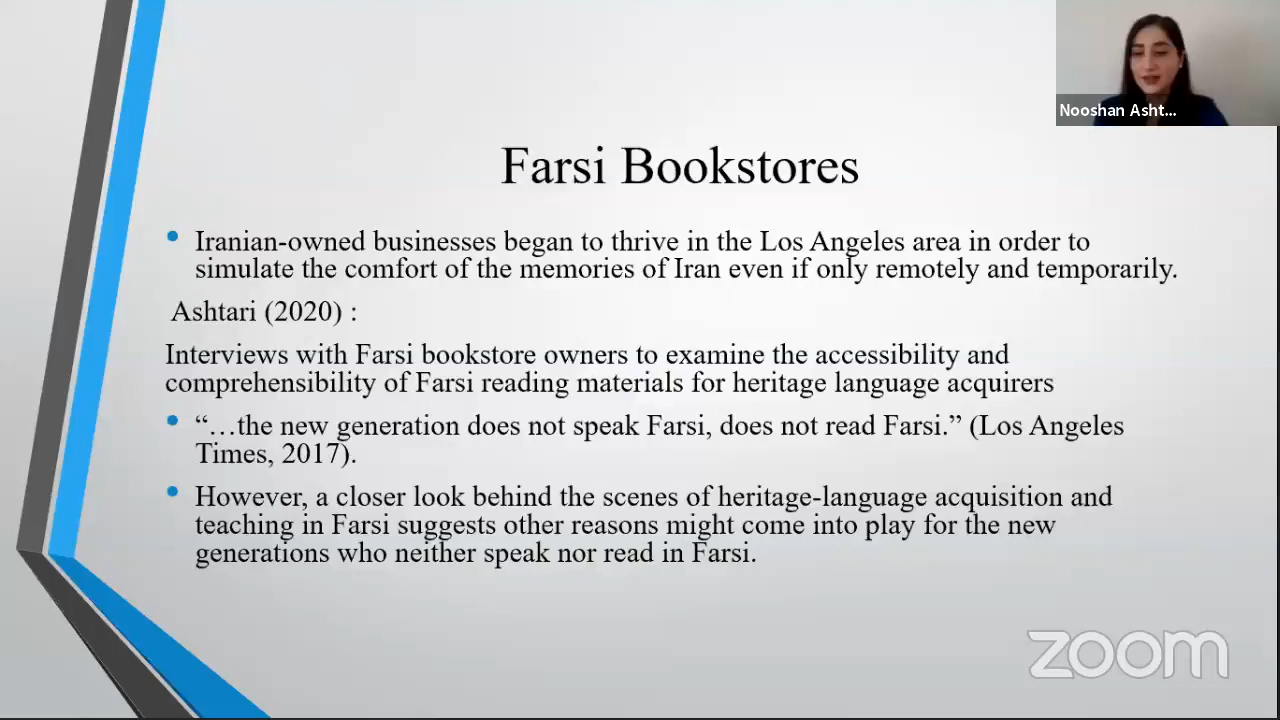 Nooshan Asht...
Farsi Bookstores
• Iranian-owned businesses began to thrive in the Los Angeles area in order to
simulate the comfort of the memories of Iran even if only remotely and temporarily.
Ashtari (2020) :
Interviews with Farsi bookstore owners to examine the accessibility and
comprehensibility of Farsi reading materials for heritage language acquirers
• “…the new generation does not speak Farsi, does not read Farsi.” (Los Angeles
Times, 2017).
• However, a closer look behind the scenes of heritage-language acquisition and
teaching in Farsi suggests other reasons might come into play for the new
generations who neither speak nor read in Farsi.
zoom